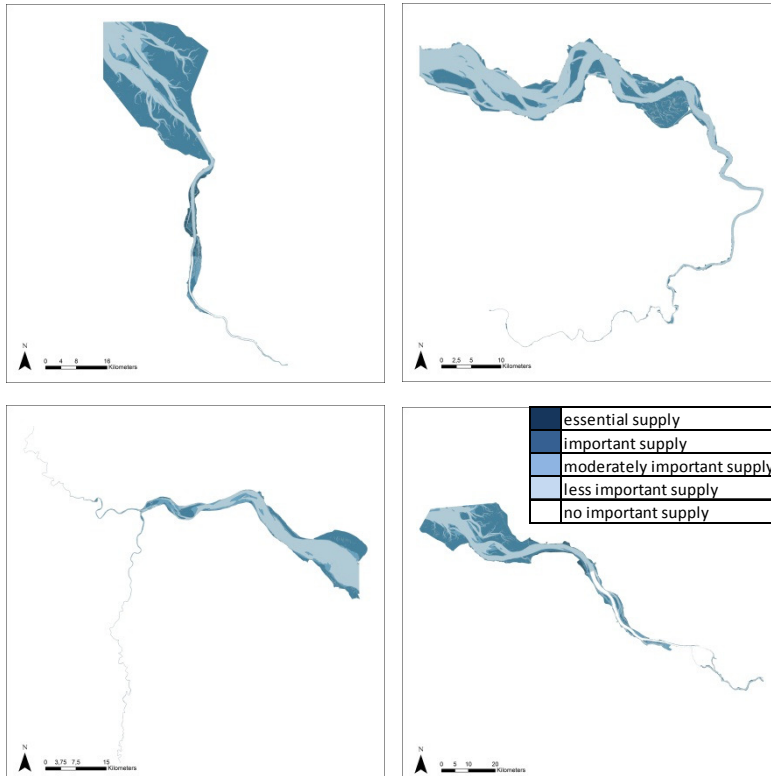 N
0 4 8 16
Kilometers
N
0 2,5 5 10
Kilometers
essential supply
important supply
moderately important supply
less important supply
no important supply
N
0 3,75 7,5 15
Kilometers
N
0 5 10 20
Kilometers